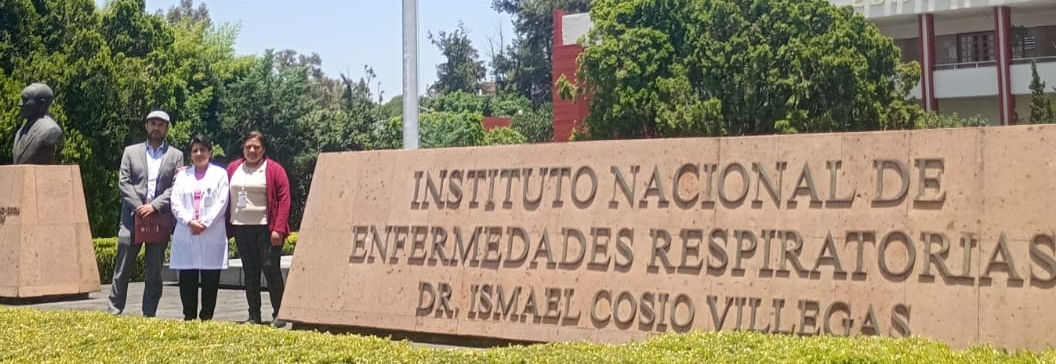 INSTITUTO NACIONAL DE
ENFERMEDADES RESPIRATORIAS
DR. ISMAEL COSIO VILLEGAS